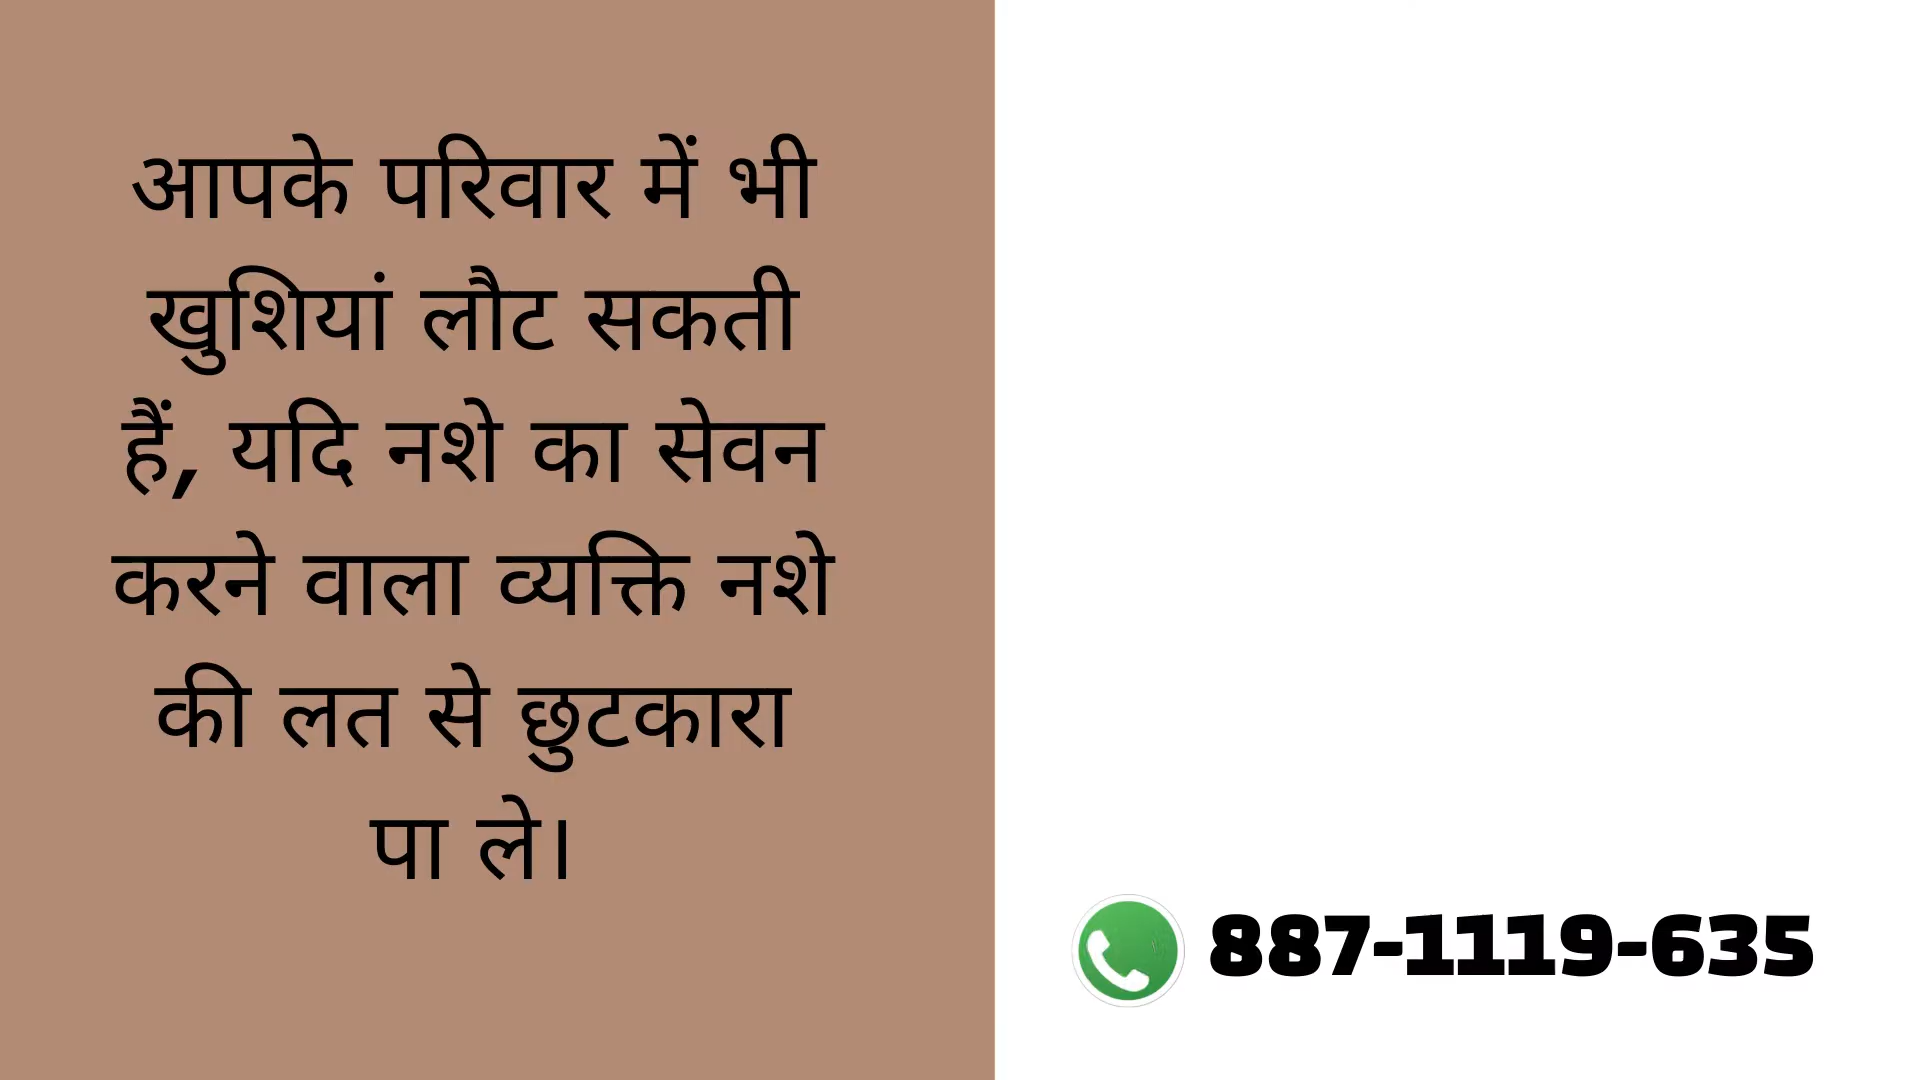 आपके परिवार में भी
खुशियां लौट सकती
हैं, यदि नशे का सेवन
करने वाला व्यक्ति नशे
की लत से छुटकारा
पा ले।
887-1119-635